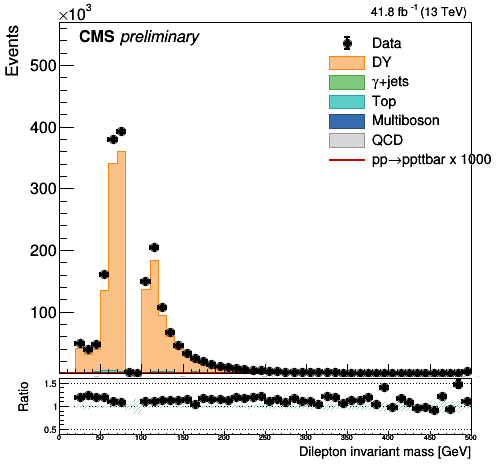 ×10³
41.8 fb⁻¹ (13 TeV)
CMS preliminary
Events
500
400
300
200
100
Data
DY
γ+jets
Top
Multiboson
QCD
pp→ppttbar x 1000
Ratio
1.5
1
0.5
0 50 100 150 200 250 300 350 400 450 500
Dilepton invariant mass [GeV]